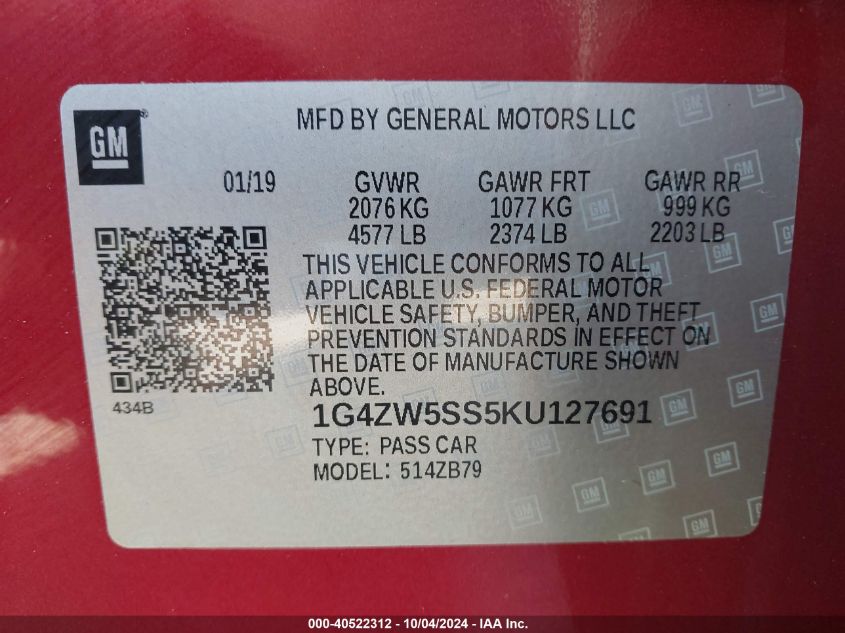 GM
MFD BY GENERAL MOTORS LLC
01/19 GVWR GAWR FRT GAWR RR
2076 KG 1077 KG 999 KG
4577 LB 2374 LB 2203 LB
THIS VEHICLE CONFORMS TO ALL
APPLICABLE U.S. FEDERAL MOTOR
VEHICLE SAFETY, BUMPER, AND THEFT
PREVENTION STANDARDS IN EFFECT ON
THE DATE OF MANUFACTURE SHOWN
ABOVE.
434B
1G4ZW5SS5KU127691
TYPE: PASS CAR
MODEL: 514ZB79
000-40522312 - 10/04/2024 - IAA Inc.